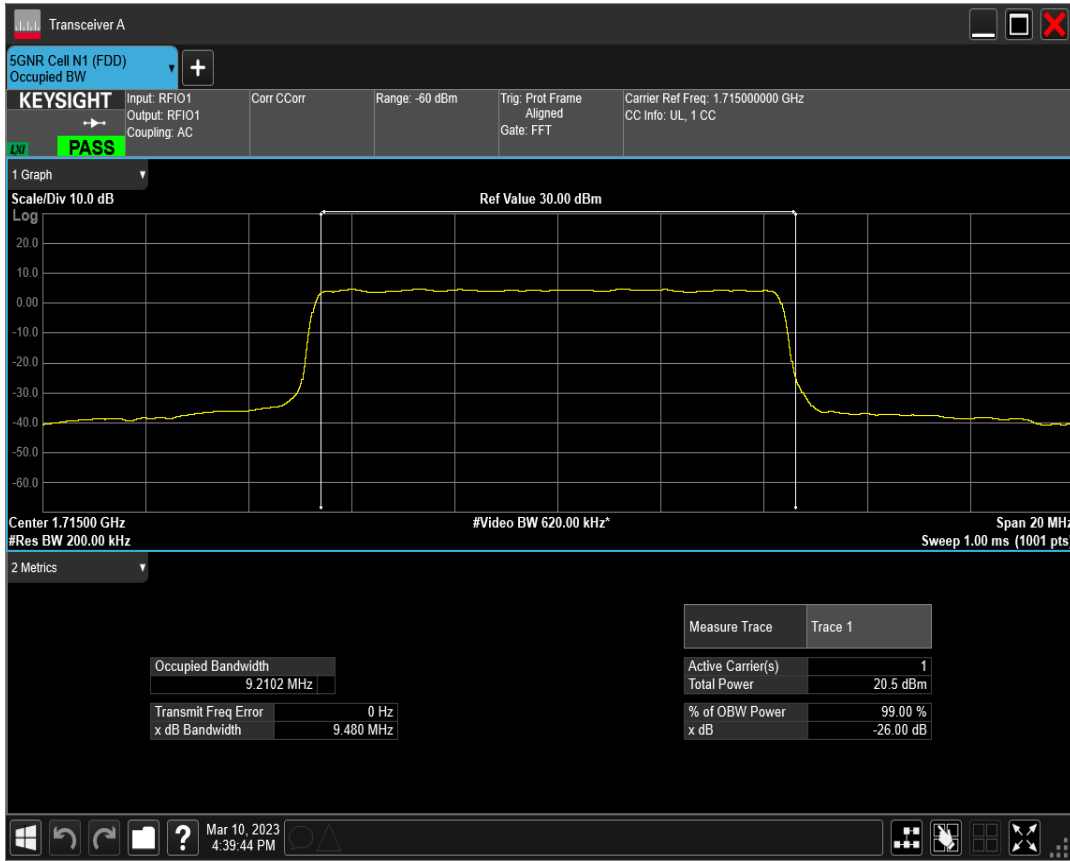 Transceiver A
5GNR Cell N1 (FDD)
Occupied BW
+
KEYSIGHT
Input: RFIO1
Output: RFIO1
Coupling: AC
Corr CCorr
Range: -60 dBm
Trig: Prot Frame
Aligned
Gate: FFT
Carrier Ref Freq: 1.715000000 GHz
CC Info: UL, 1 CC
LXI
PASS
1 Graph
Scale/Div 10.0 dB
Ref Value 30.00 dBm
Log
20.0
10.0
0.00
-10.0
-20.0
-30.0
-40.0
-50.0
-60.0
Center 1.71500 GHz
#Video BW 620.00 kHz*
Span 20 MHz
#Res BW 200.00 kHz
Sweep 1.00 ms (1001 pts)
2 Metrics
Measure Trace
Trace 1
Occupied Bandwidth
9.2102 MHz
Active Carrier(s)
1
Total Power
20.5 dBm
Transmit Freq Error
0 Hz
x dB Bandwidth
9.480 MHz
% of OBW Power
99.00 %
x dB
-26.00 dB
?
Mar 10, 2023
4:39:44 PM